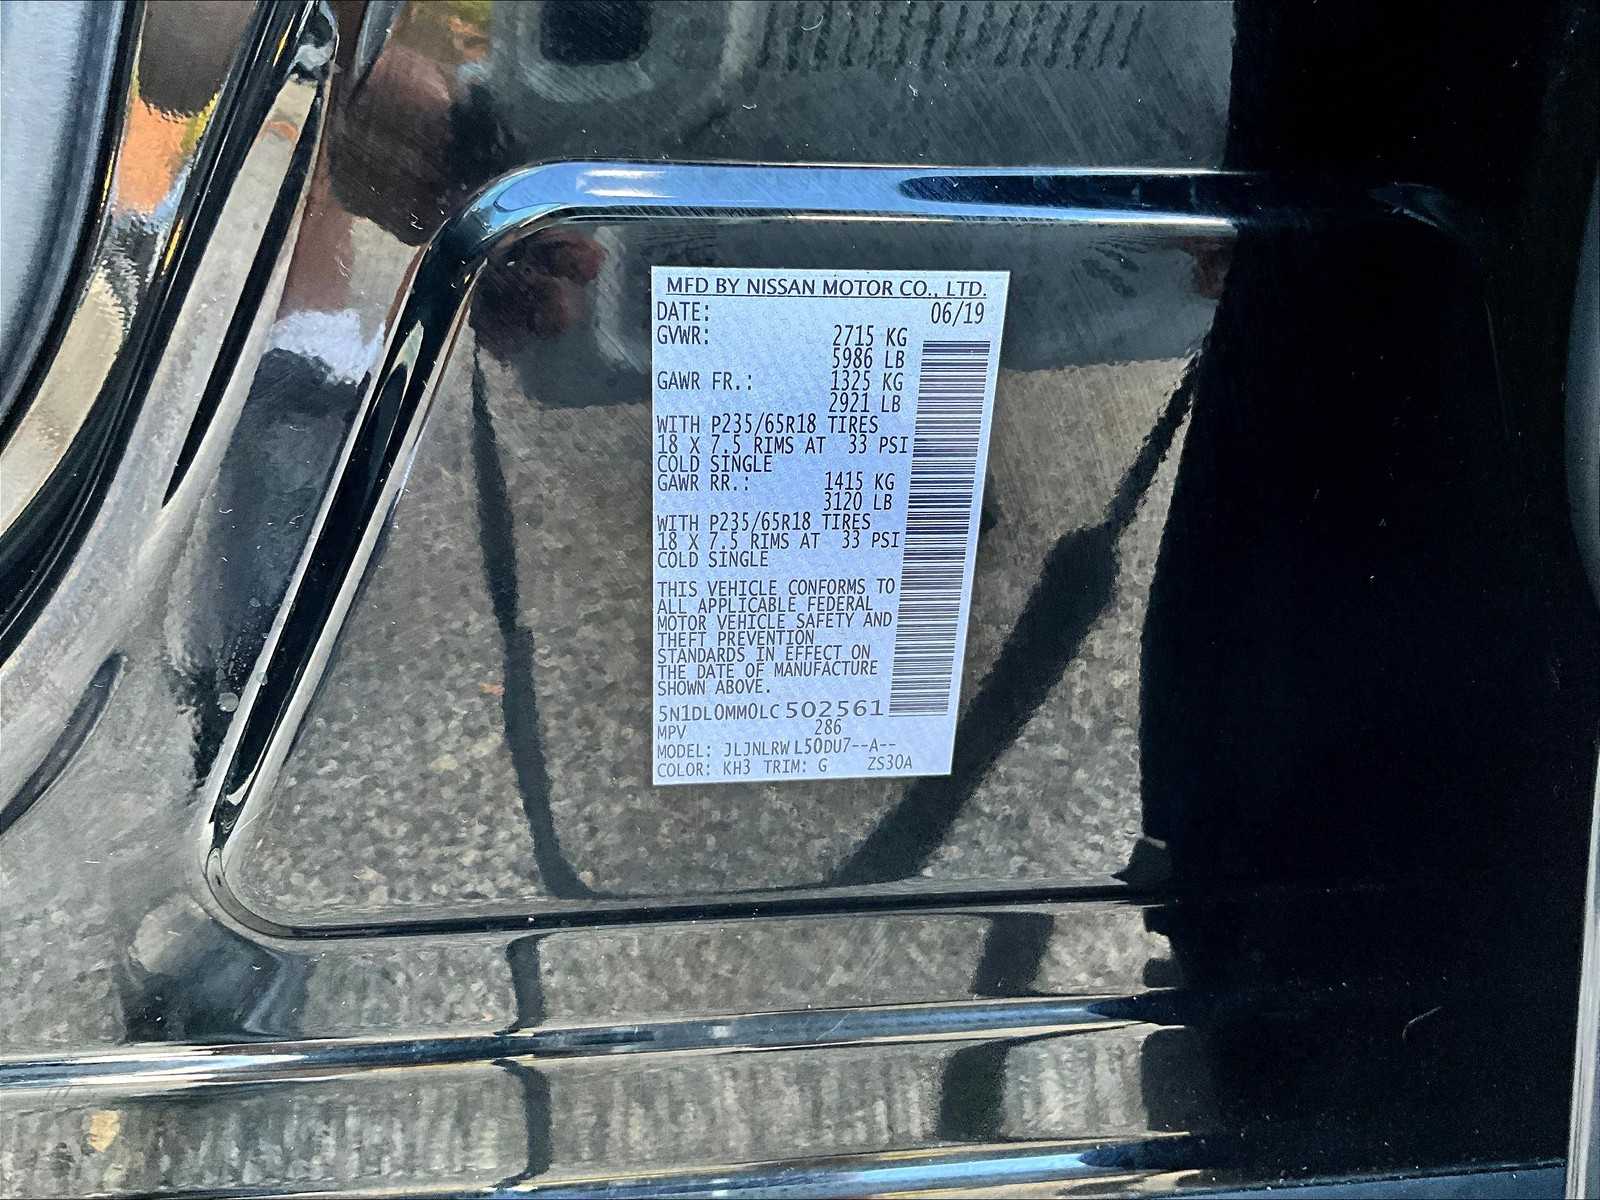 MFD BY NISSAN MOTOR CO., LTD.
DATE: 06/19
GVWR: 2715 KG
5986 LB
GAWR FR.: 1325 KG
2921 LB
WITH P235/65R18 TIRES
18 X 7.5 RIMS AT 33 PSI
COLD SINGLE
GAWR RR.: 1415 KG
3120 LB
WITH P235/65R18 TIRES
18 X 7.5 RIMS AT 33 PSI
COLD SINGLE
THIS VEHICLE CONFORMS TO
ALL APPLICABLE FEDERAL
MOTOR VEHICLE SAFETY AND
THEFT PREVENTION
STANDARDS IN EFFECT ON
THE DATE OF MANUFACTURE
SHOWN ABOVE.
5N1DL0MM0LC502561
MPV 286
MODEL: JLJNLRWL50DU7--A--
COLOR: KH3 TRIM: G ZS30A